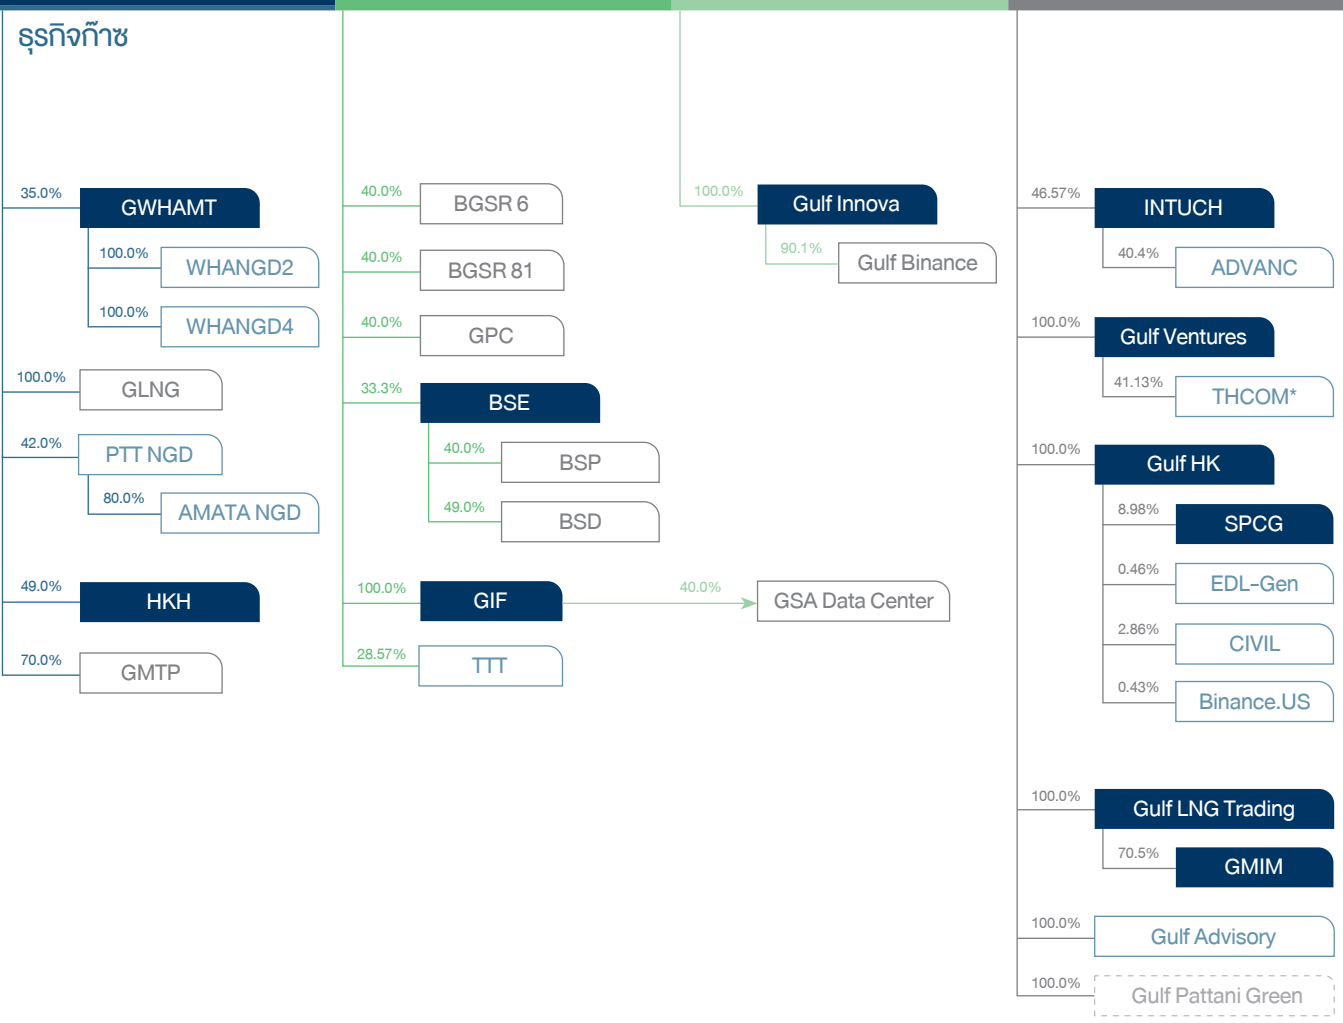 ธุรกิจก๊าซ
35.0%
GWHAMT
100.0%
WHANGD2
100.0%
WHANGD4
100.0%
GLNG
42.0%
PTT NGD
80.0%
AMATA NGD
49.0%
HKH
70.0%
GMTP
40.0%
BGSR 6
40.0%
BGSR 81
40.0%
GPC
33.3%
BSE
40.0%
BSP
49.0%
BSD
100.0%
GIF
40.0%
GSA Data Center
28.57%
TTT
100.0%
Gulf Innova
90.1%
Gulf Binance
46.57%
INTUCH
40.4%
ADVANC
100.0%
Gulf Ventures
41.13%
THCOM*
100.0%
Gulf HK
8.98%
SPCG
0.46%
EDL-Gen
2.86%
CIVIL
0.43%
Binance.US
100.0%
Gulf LNG Trading
70.5%
GMIM
100.0%
Gulf Advisory
100.0%
Gulf Pattani Green